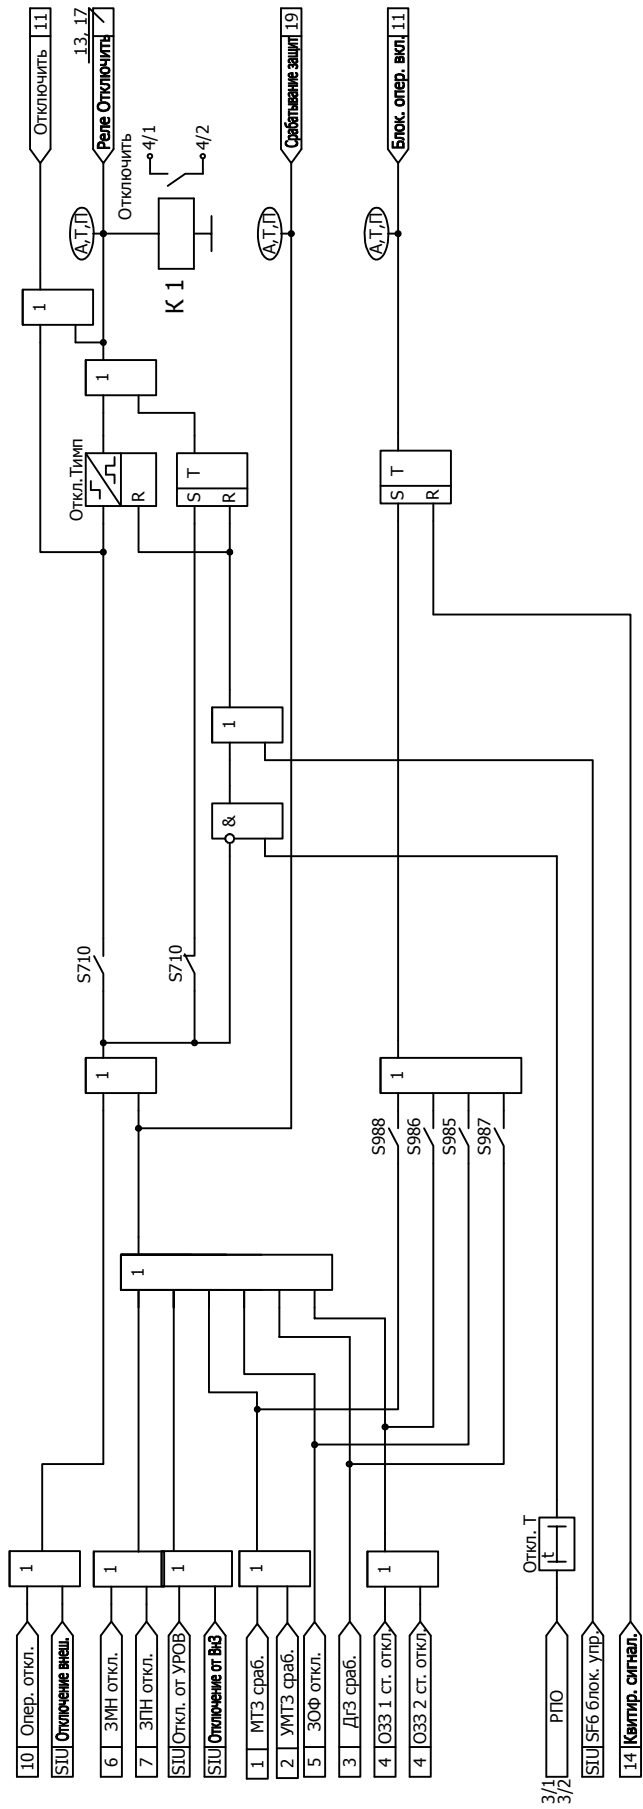 Отключить 11
13, 17
Реле Отключить
Срабатывание защит 19
Блок. опер. вкл. 11
Отключить
4/1
4/2
А,Т,П
А,Т,П
А,Т,П
К 1
1
1
Откл. Тимп
R
S T
R
S T
R
1
&
S710
S710
1
1
S988
S986
S985
S987
1
1
1
1
1
1
Откл. Т
t
10 Опер. откл.
SIU Отключение внеш.
6 ЗМН откл.
7 ЗПН откл.
SIU Откл. от УРОВ
SIU Отключение от ВнЗ
1 МТЗ сраб.
2 УМТЗ сраб.
5 ЗОФ откл.
3 ДгЗ сраб.
4 ОЗЗ 1 ст. откл.
4 ОЗЗ 2 ст. откл.
3/1
3/2
РПО
SIU SF6 блок. упр.
14 Квитир. сигнал.